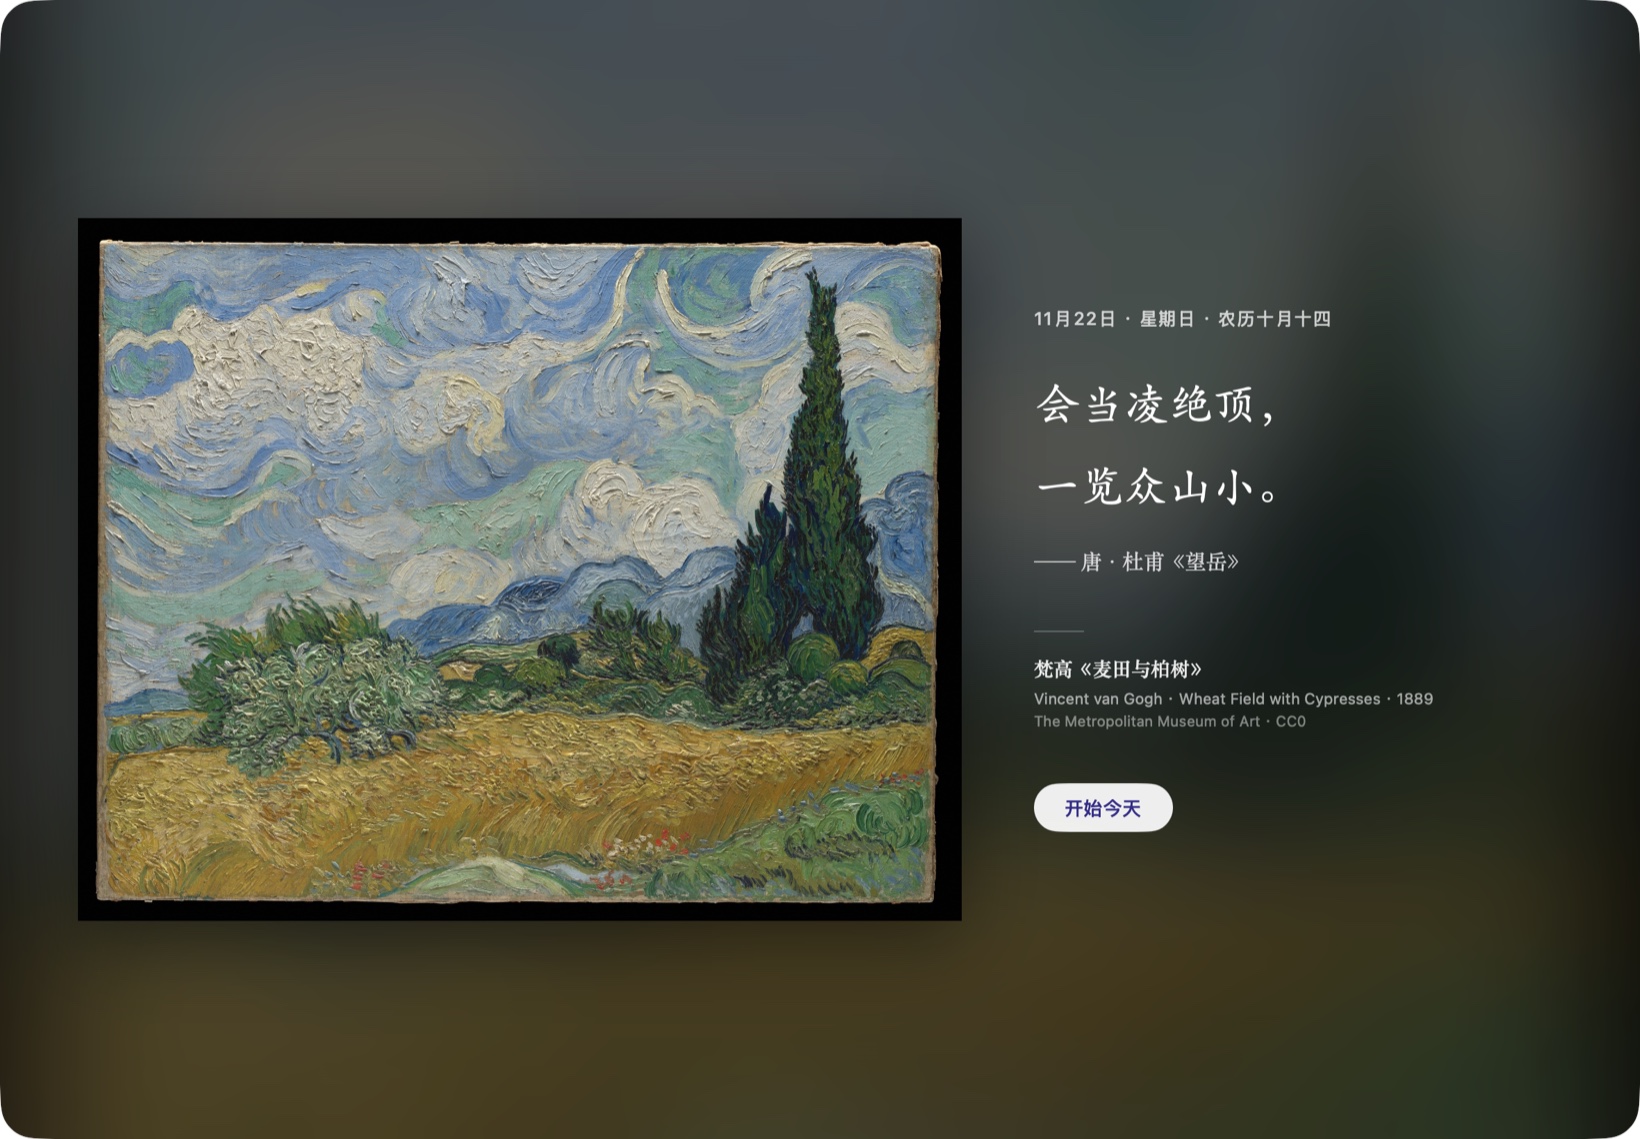 11月22日 · 星期日 · 农历十月十四
会当凌绝顶，
一览众山小。
—— 唐 · 杜甫《望岳》
梵高《麦田与柏树》
Vincent van Gogh · Wheat Field with Cypresses · 1889
The Metropolitan Museum of Art · CC0
开始今天